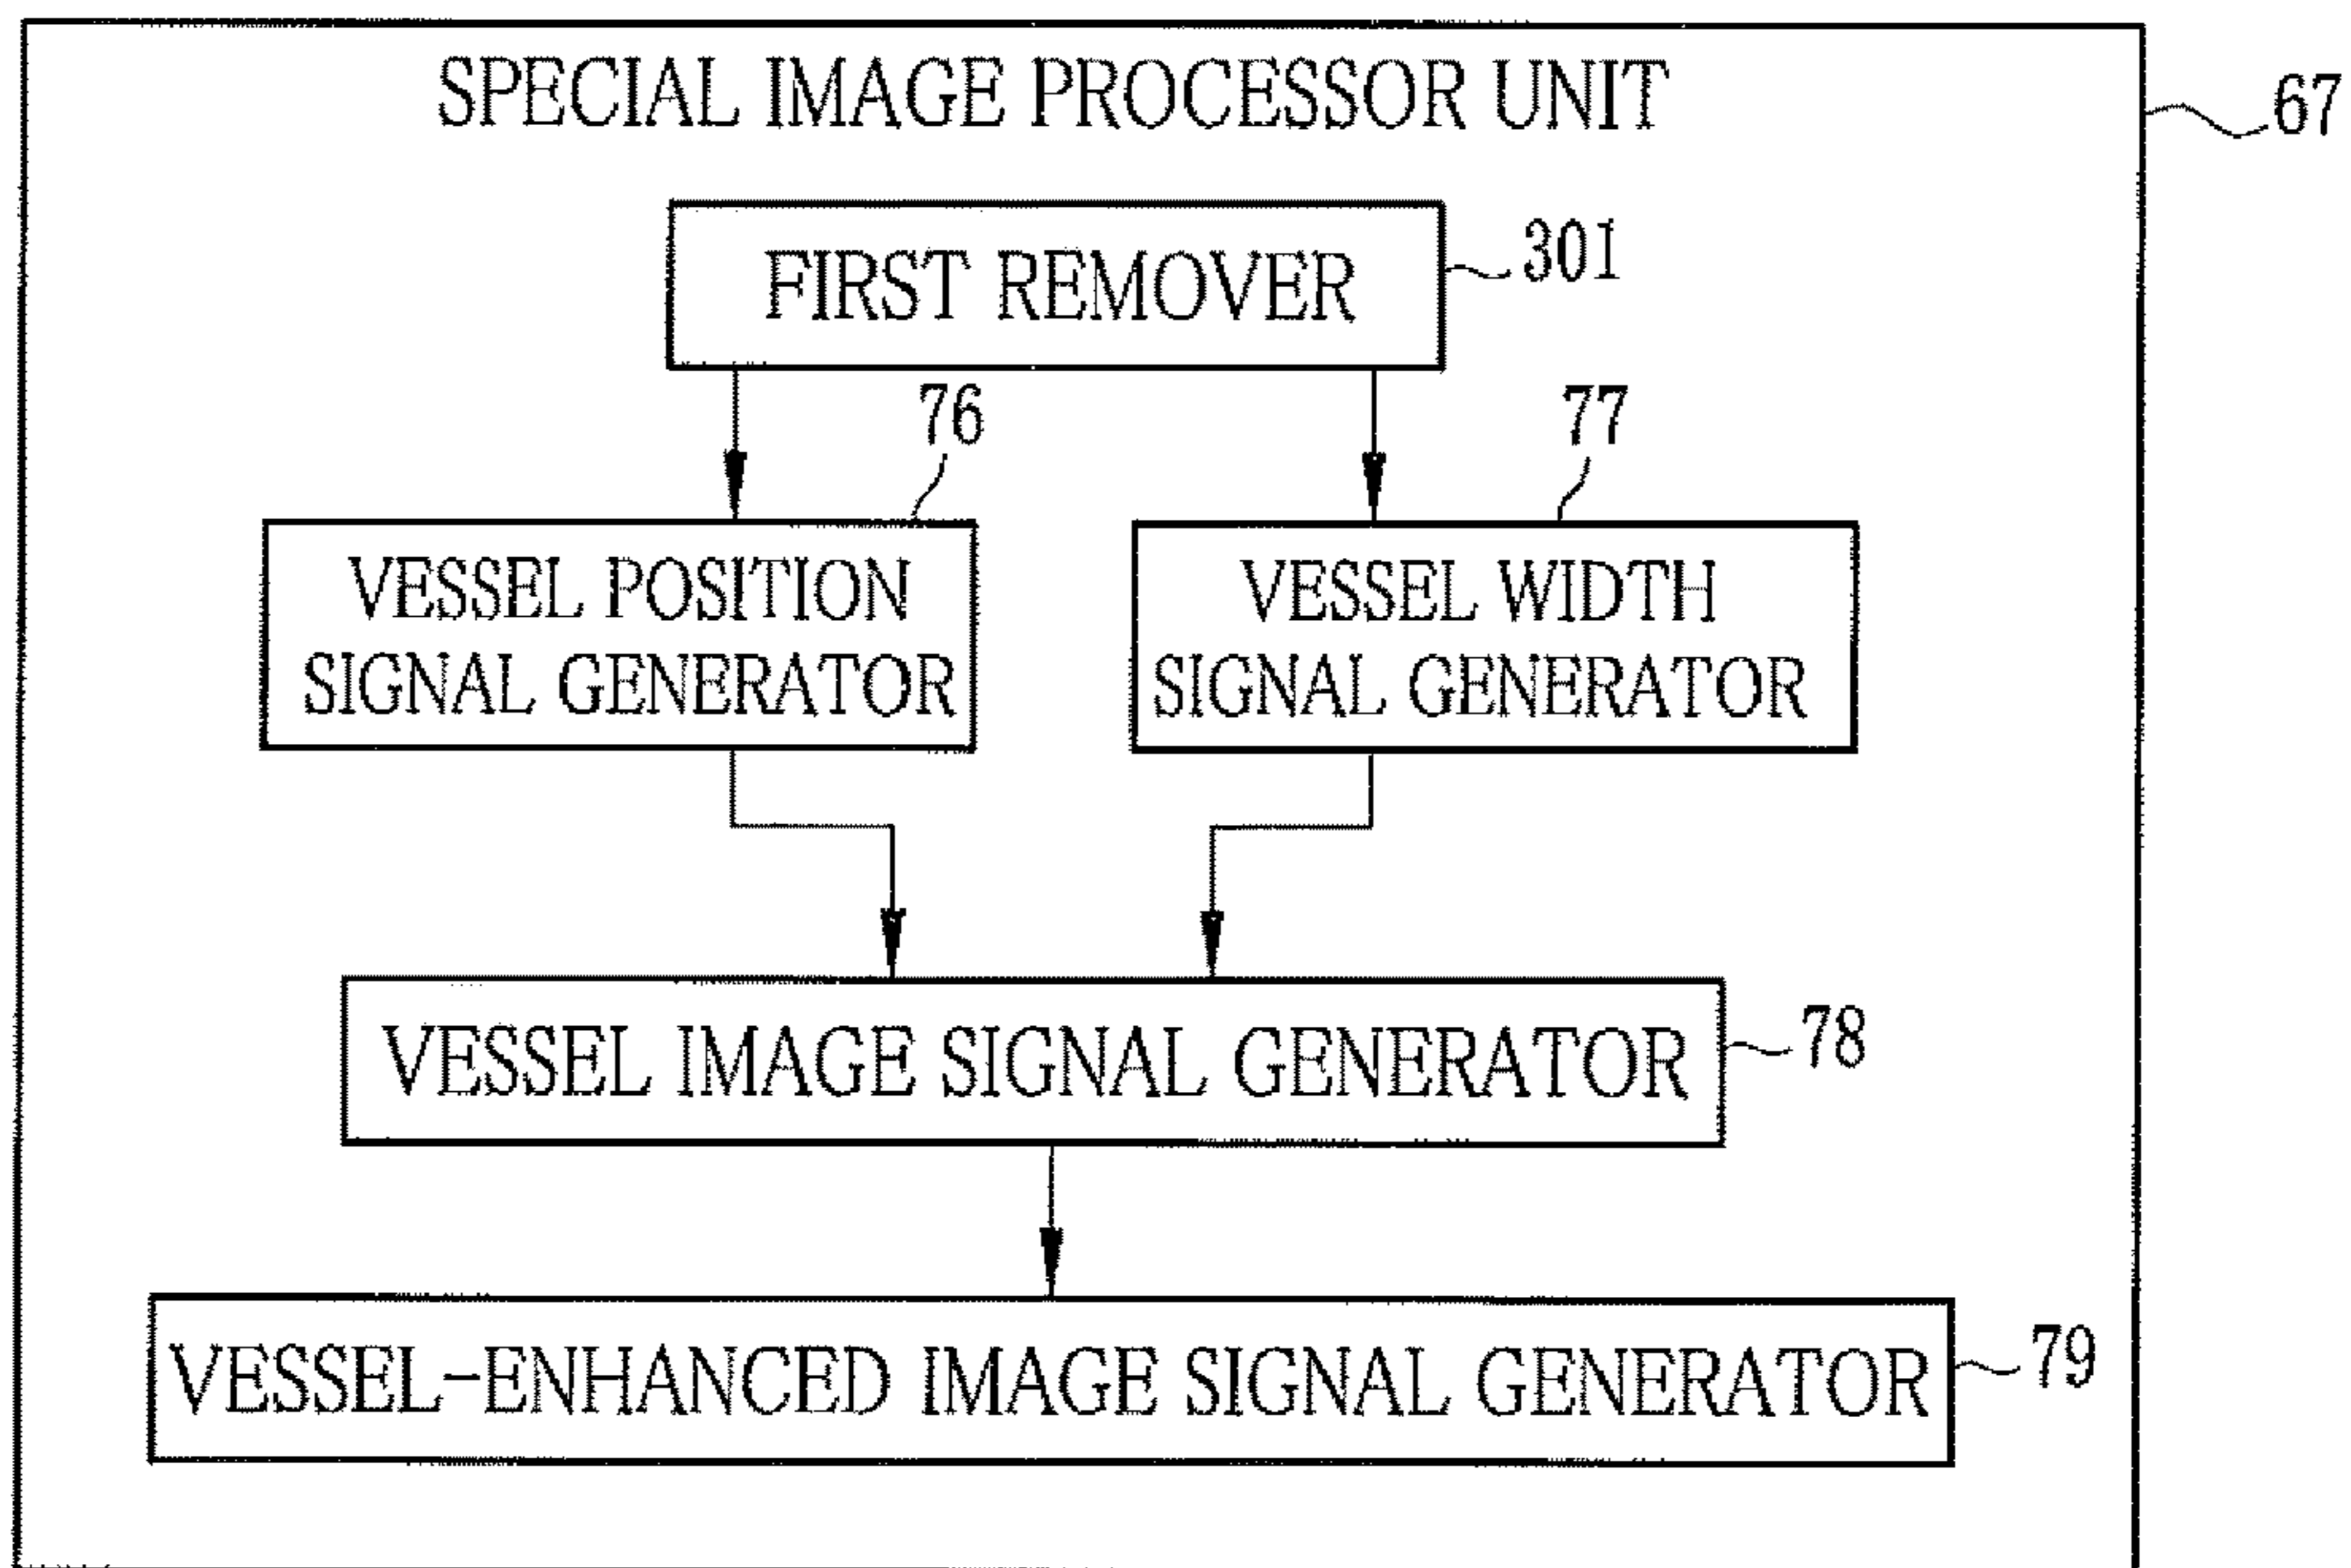 SPECIAL IMAGE PROCESSOR UNIT
67
FIRST REMOVER
301
76
77
VESSEL POSITION
SIGNAL GENERATOR
VESSEL WIDTH
SIGNAL GENERATOR
VESSEL IMAGE SIGNAL GENERATOR
78
VESSEL-ENHANCED IMAGE SIGNAL GENERATOR
79